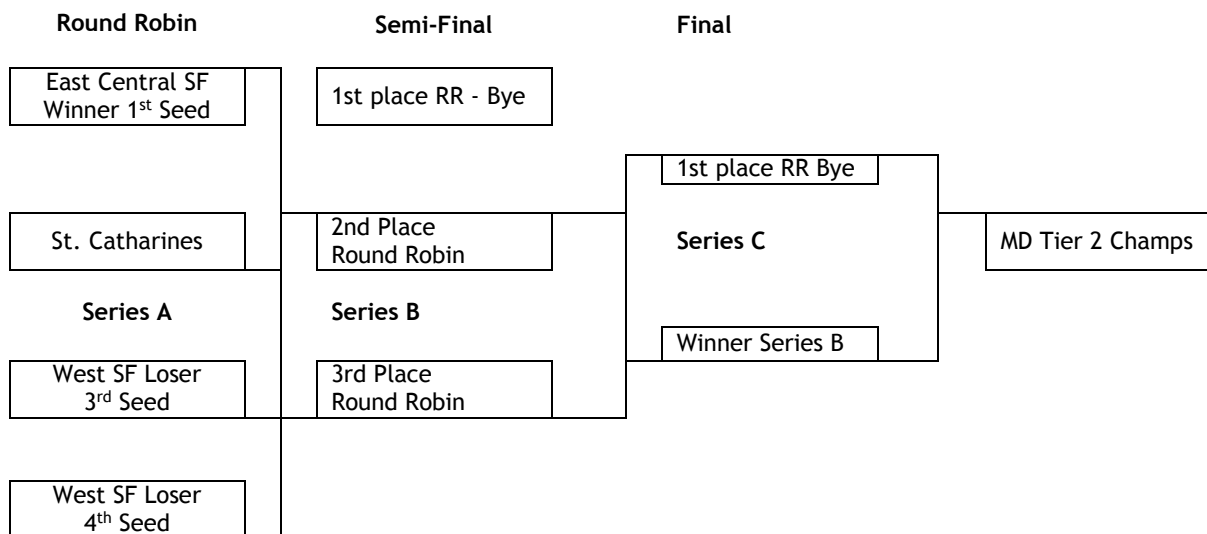 Round Robin
Semi-Final
Final
East Central SF
Winner 1st Seed
1st place RR - Bye
1st place RR Bye
St. Catharines
2nd Place
Round Robin
Series C
MD Tier 2 Champs
Series A
Series B
Winner Series B
West SF Loser
3rd Seed
3rd Place
Round Robin
West SF Loser
4th Seed